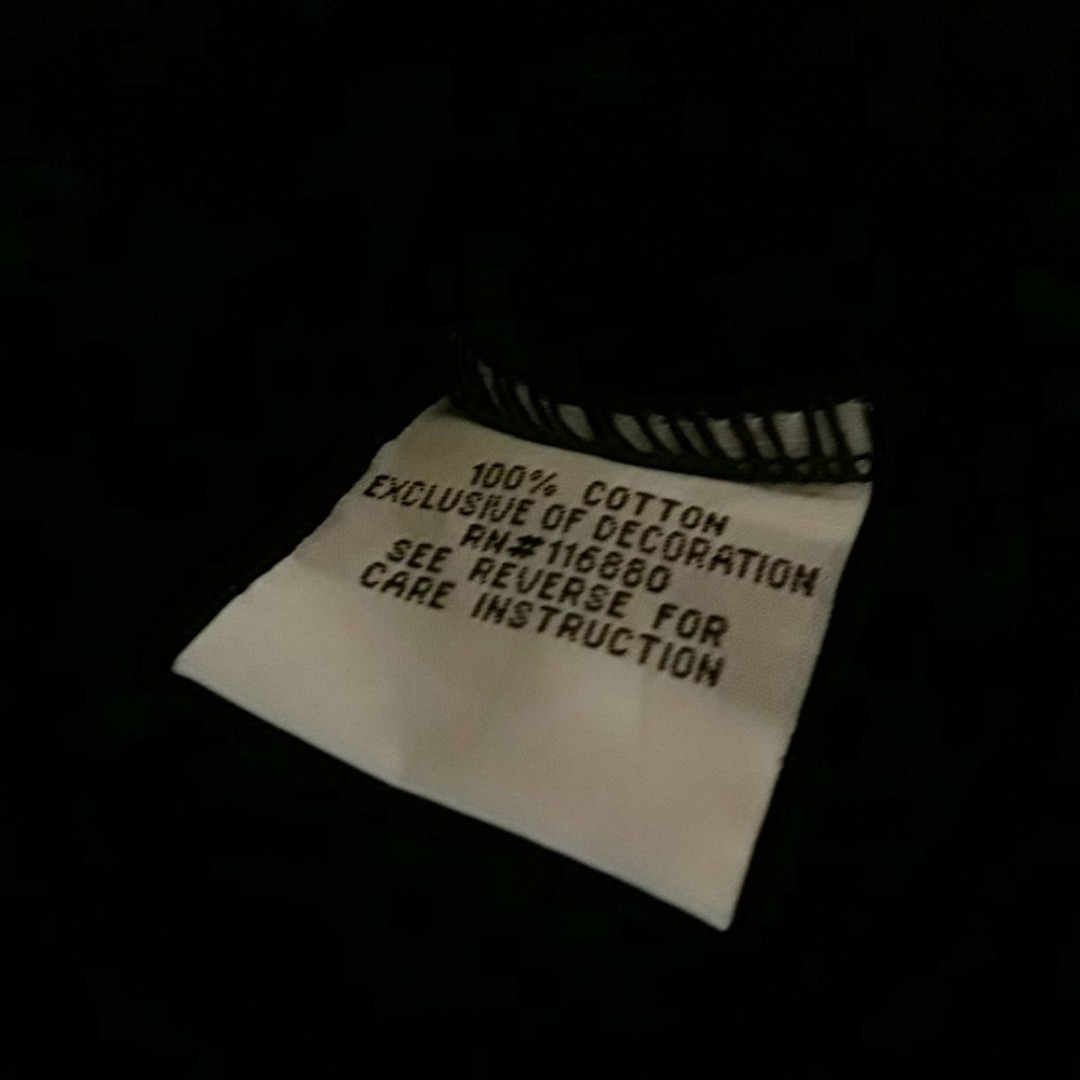 100% COTTON
EXCLUSIVE OF DECORATION
RN#116880
SEE REVERSE FOR
CARE INSTRUCTION